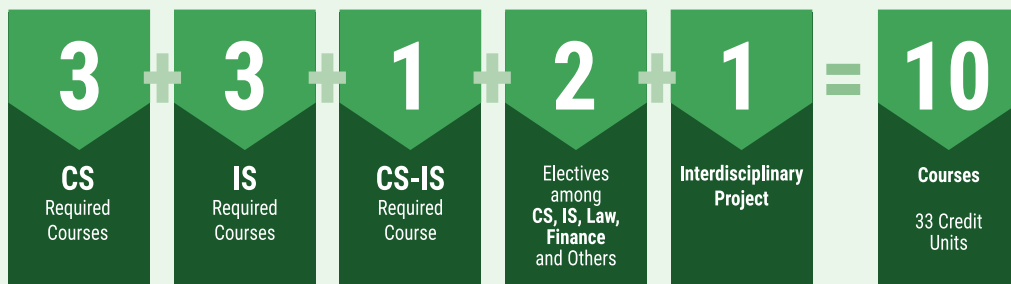 3 + 3 + 1 + 2 + 1 = 10
CS
Required
Courses
IS
Required
Courses
CS-IS
Required
Course
Electives
among
CS, IS, Law,
Finance
and Others
Interdisciplinary
Project
Courses
33 Credit
Units